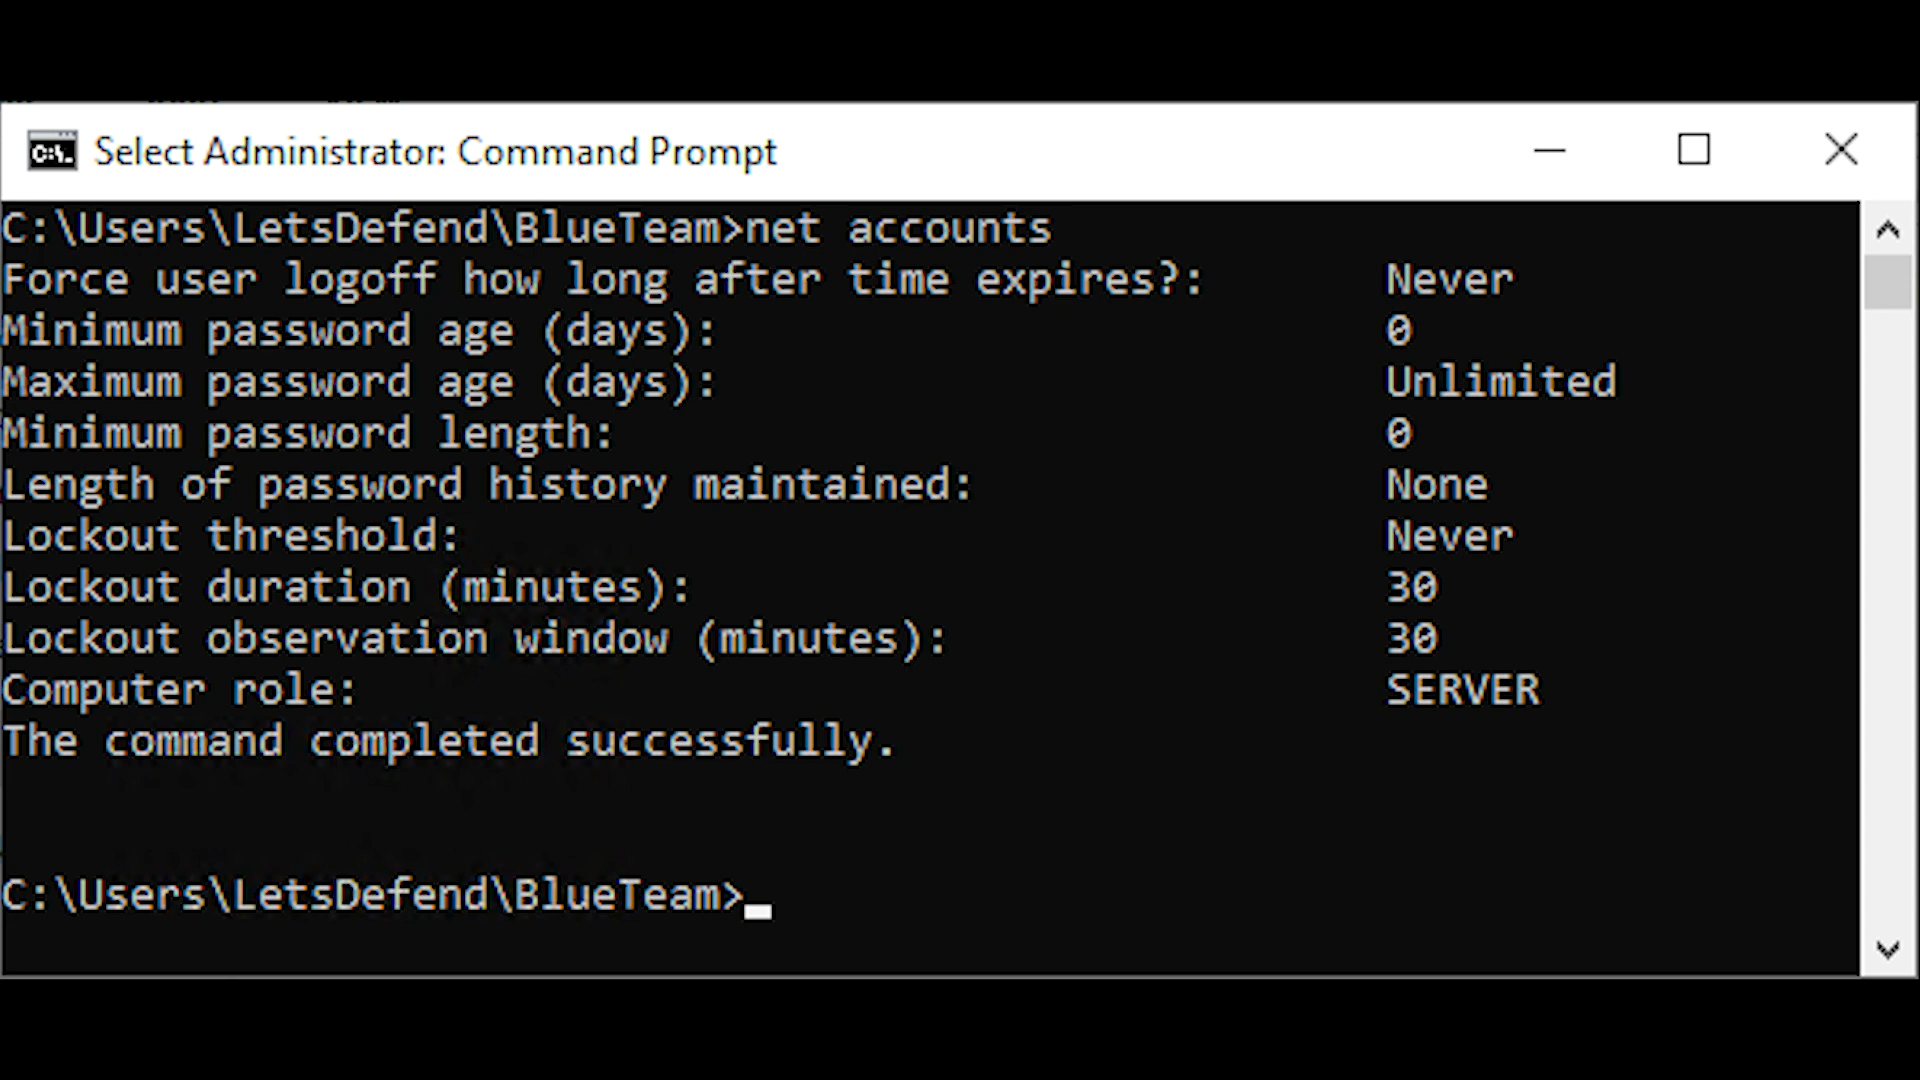 Select Administrator: Command Prompt
C:\Users\LetsDefend\BlueTeam>net accounts
Force user logoff how long after time expires?: Never
Minimum password age (days): 0
Maximum password age (days): Unlimited
Minimum password length: 0
Length of password history maintained: None
Lockout threshold: Never
Lockout duration (minutes): 30
Lockout observation window (minutes): 30
Computer role: SERVER
The command completed successfully.
C:\Users\LetsDefend\BlueTeam>